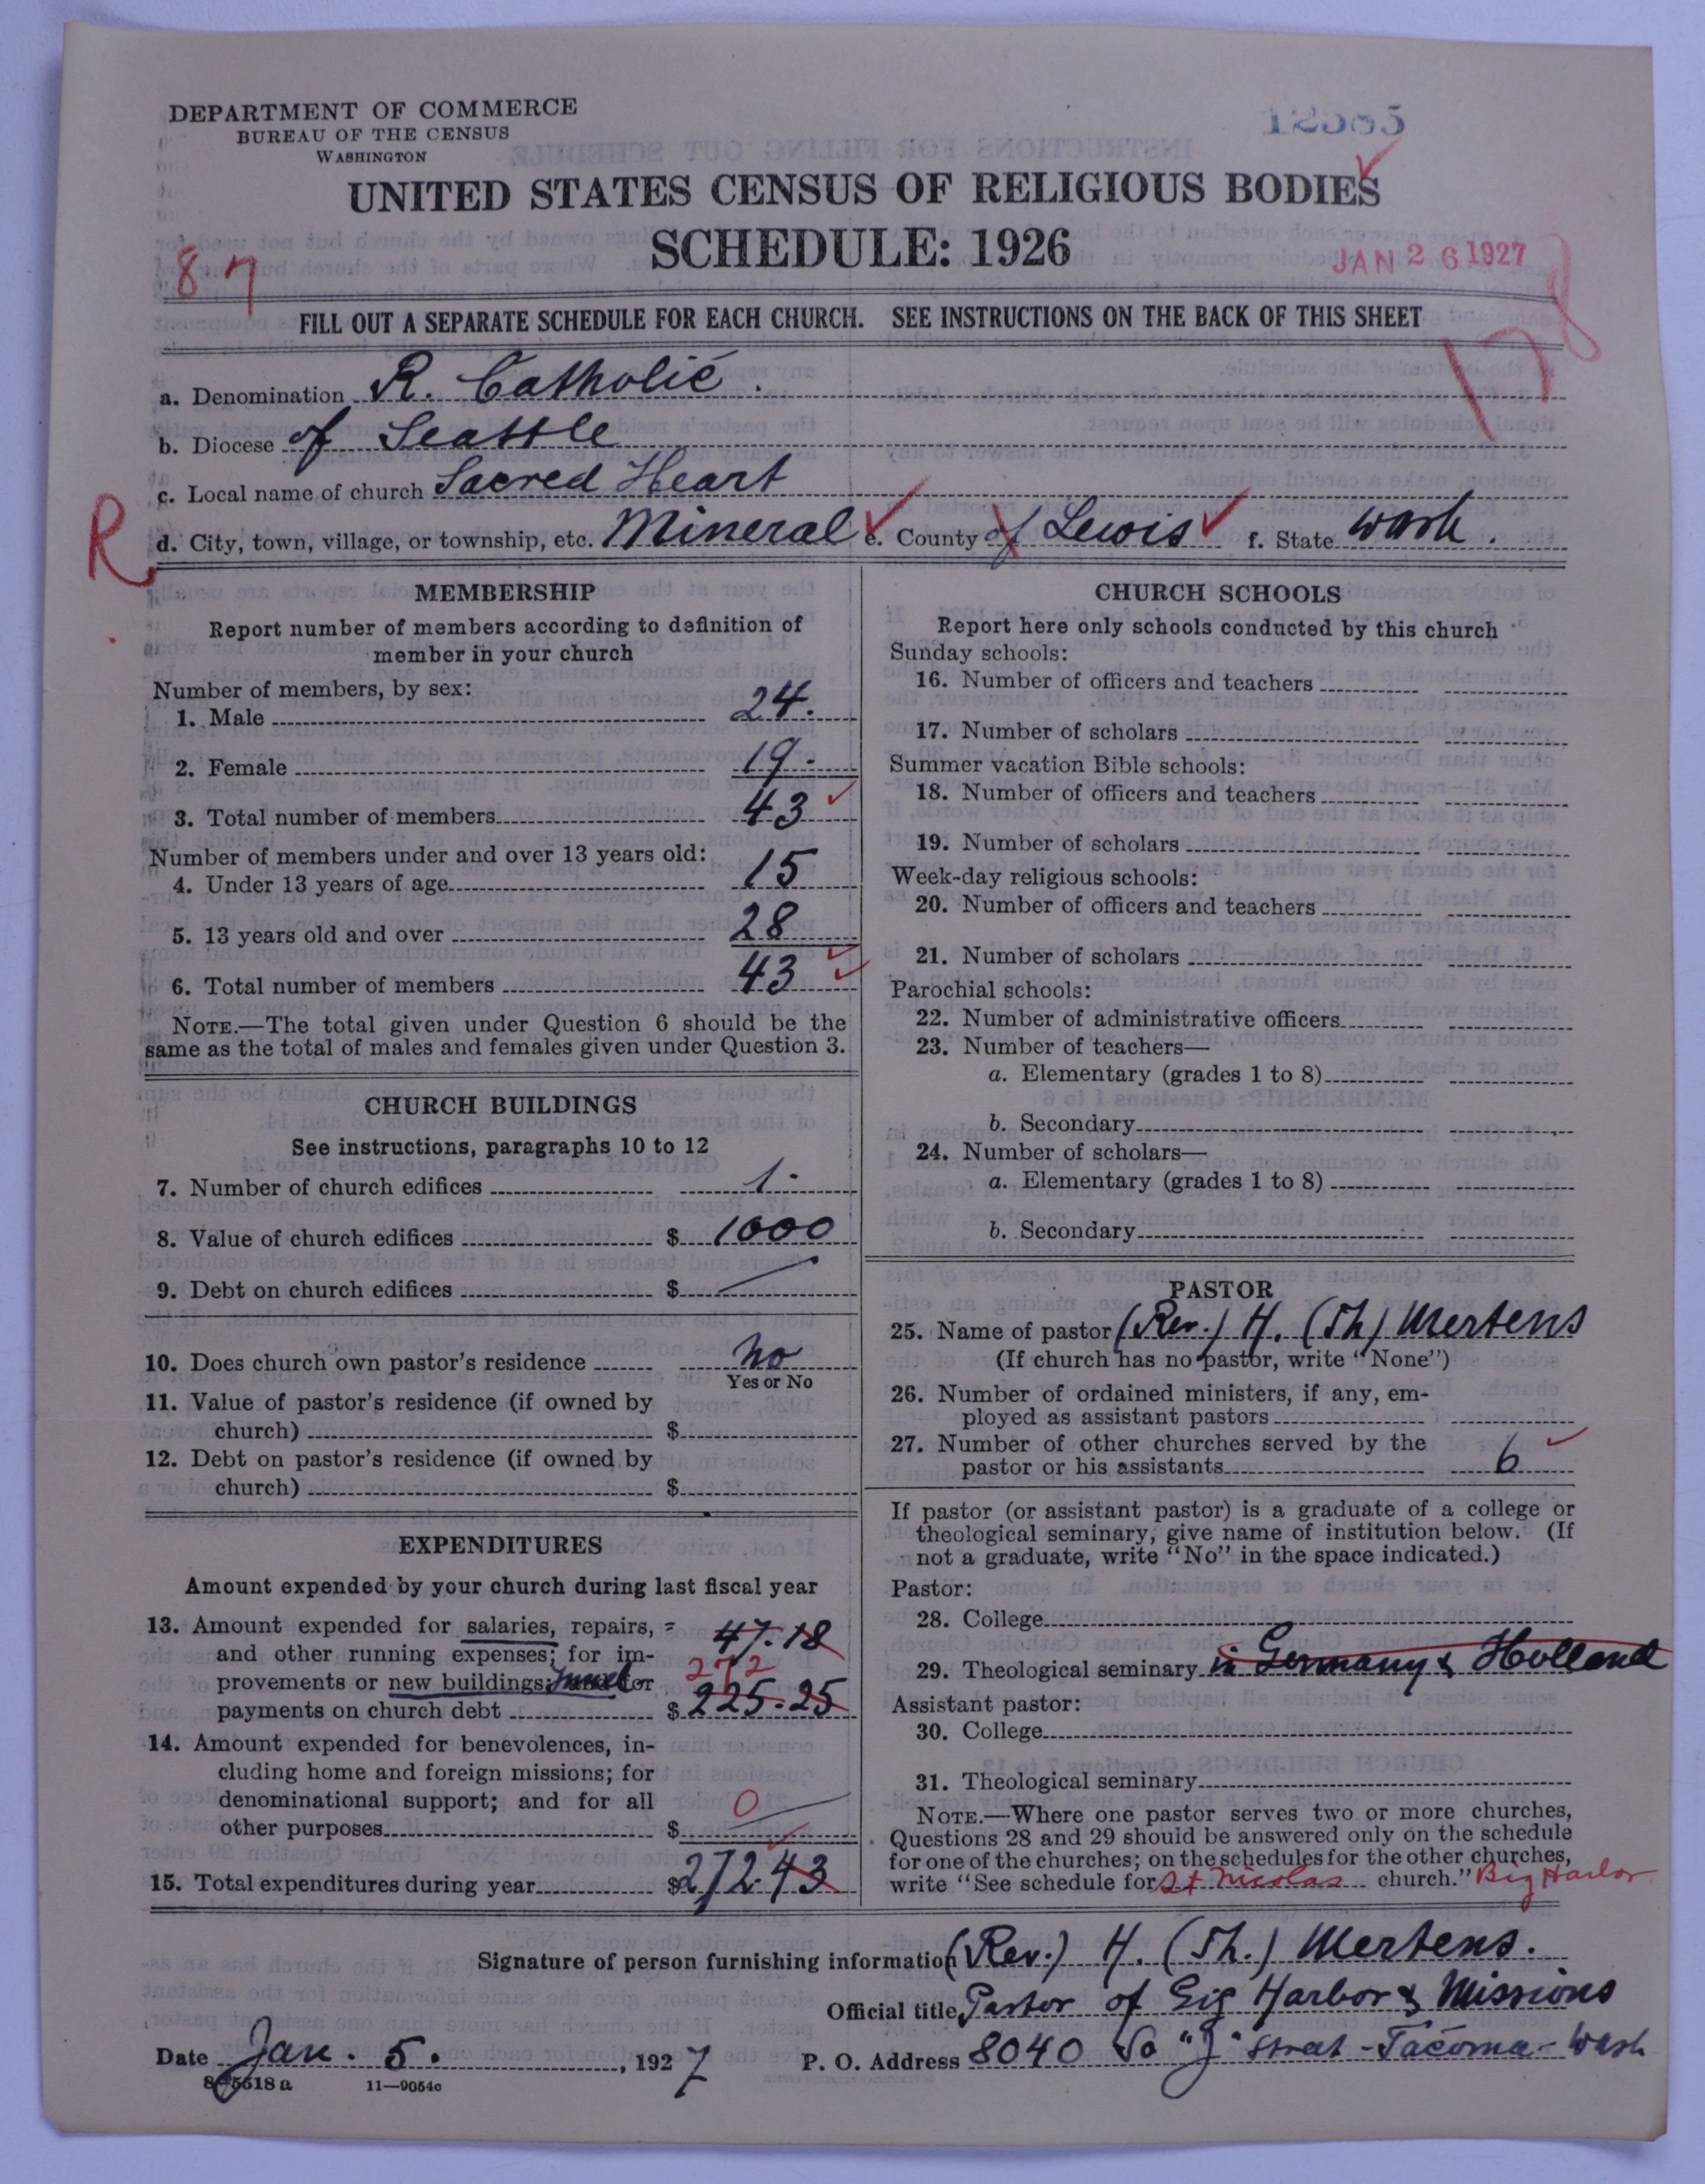 DEPARTMENT OF COMMERCE
BUREAU OF THE CENSUS
WASHINGTON
UNITED STATES CENSUS OF RELIGIOUS BODIES
SCHEDULE: 1926
JAN 26 1927
87
178
FILL OUT A SEPARATE SCHEDULE FOR EACH CHURCH. SEE INSTRUCTIONS ON THE BACK OF THIS SHEET
a. Denomination R. Catholic.
b. Diocese of Seattle
c. Local name of church Sacred Heart
R
d. City, town, village, or township, etc. Mineral e. County of Lewis f. State Wash.
MEMBERSHIP
Report number of members according to definition of
member in your church
Number of members, by sex:
1. Male 24.
2. Female 19.
3. Total number of members 43
Number of members under and over 13 years old:
4. Under 13 years of age 15
5. 13 years old and over 28
6. Total number of members 43
NOTE.—The total given under Question 6 should be the
same as the total of males and females given under Question 3.
CHURCH BUILDINGS
See instructions, paragraphs 10 to 12
7. Number of church edifices 1.
8. Value of church edifices $ 1000
9. Debt on church edifices $ —
10. Does church own pastor's residence No
Yes or No
11. Value of pastor's residence (if owned by
church) $
12. Debt on pastor's residence (if owned by
church) $
EXPENDITURES
Amount expended by your church during last fiscal year
13. Amount expended for salaries, repairs, = 47.18
and other running expenses; for im-
provements or new buildings; for 272
payments on church debt $ 225.25
14. Amount expended for benevolences, in-
cluding home and foreign missions; for
denominational support; and for all 0
other purposes $ —
15. Total expenditures during year $272.43
CHURCH SCHOOLS
Report here only schools conducted by this church
Sunday schools:
16. Number of officers and teachers
17. Number of scholars
Summer vacation Bible schools:
18. Number of officers and teachers
19. Number of scholars
Week-day religious schools:
20. Number of officers and teachers
21. Number of scholars
Parochial schools:
22. Number of administrative officers
23. Number of teachers—
a. Elementary (grades 1 to 8)
b. Secondary
24. Number of scholars—
a. Elementary (grades 1 to 8)
b. Secondary
PASTOR
25. Name of pastor (Rev.) H. (Th) Mertens
(If church has no pastor, write "None")
26. Number of ordained ministers, if any, em-
ployed as assistant pastors
27. Number of other churches served by the
pastor or his assistants 6
If pastor (or assistant pastor) is a graduate of a college or
theological seminary, give name of institution below. (If
not a graduate, write "No" in the space indicated.)
Pastor:
28. College
29. Theological seminary in Germany & Holland
Assistant pastor:
30. College
31. Theological seminary
NOTE.—Where one pastor serves two or more churches,
Questions 28 and 29 should be answered only on the schedule
for one of the churches; on the schedules for the other churches,
write "See schedule for St Nicolas church." Big Harbor
Signature of person furnishing information (Rev.) H. (Th.) Mertens.
Official title Pastor of Gig Harbor & Missions
Date Jan. 5., 1927 P. O. Address 8040 So "J" Street - Tacoma - Wash
8—5518 a 11—9054c